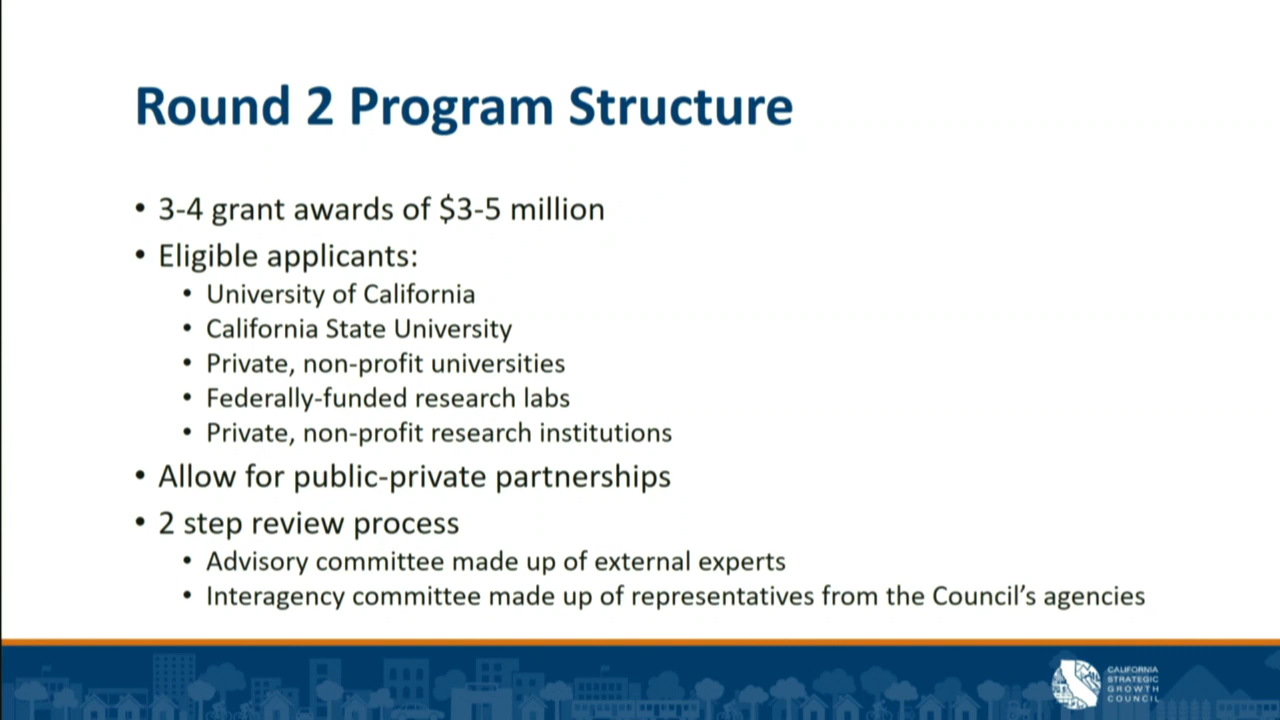 Round 2 Program Structure
• 3-4 grant awards of $3-5 million
• Eligible applicants:
• University of California
• California State University
• Private, non-profit universities
• Federally-funded research labs
• Private, non-profit research institutions
• Allow for public-private partnerships
• 2 step review process
• Advisory committee made up of external experts
• Interagency committee made up of representatives from the Council’s agencies
CALIFORNIA
STRATEGIC
GROWTH
COUNCIL